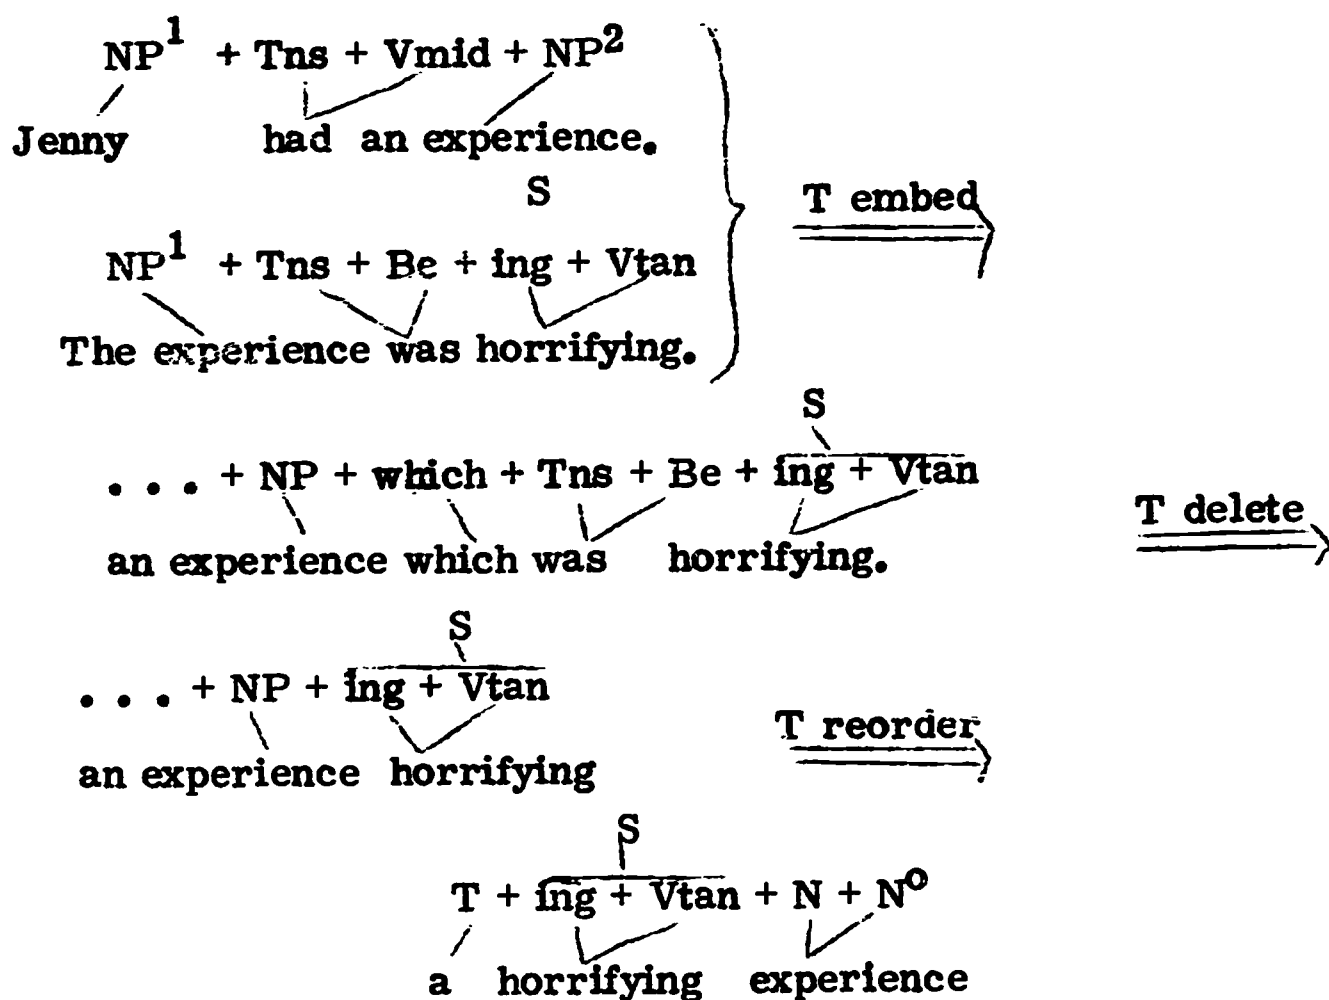 NP¹ + Tns + Vmid + NP²
Jenny had an experience.
S
T embed
NP¹ + Tns + Be + ing + Vtan
The experience was horrifying.
S
. . . + NP + which + Tns + Be + ing + Vtan
an experience which was horrifying.
T delete
S
. . . + NP + ing + Vtan
an experience horrifying
T reorder
S
T + ing + Vtan + N + Nᴼ
a horrifying experience